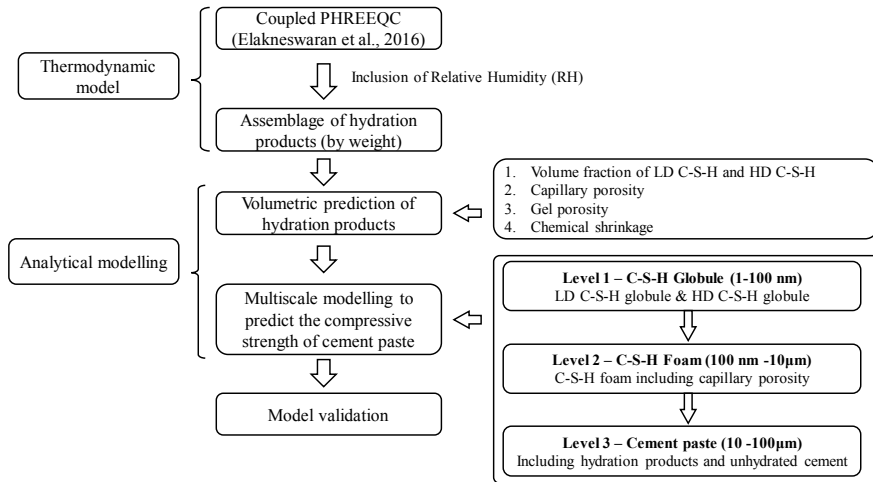 Coupled PHREEQC
(Elakneswaran et al., 2016)
Thermodynamic
model
Inclusion of Relative Humidity (RH)
Assemblage of hydration
products (by weight)
Volumetric prediction of
hydration products
1. Volume fraction of LD C-S-H and HD C-S-H
2. Capillary porosity
3. Gel porosity
4. Chemical shrinkage
Analytical modelling
Multiscale modelling to
predict the compressive
strength of cement paste
Level 1 – C-S-H Globule (1-100 nm)
LD C-S-H globule & HD C-S-H globule
Level 2 – C-S-H Foam (100 nm -10µm)
C-S-H foam including capillary porosity
Level 3 – Cement paste (10 -100µm)
Including hydration products and unhydrated cement
Model validation